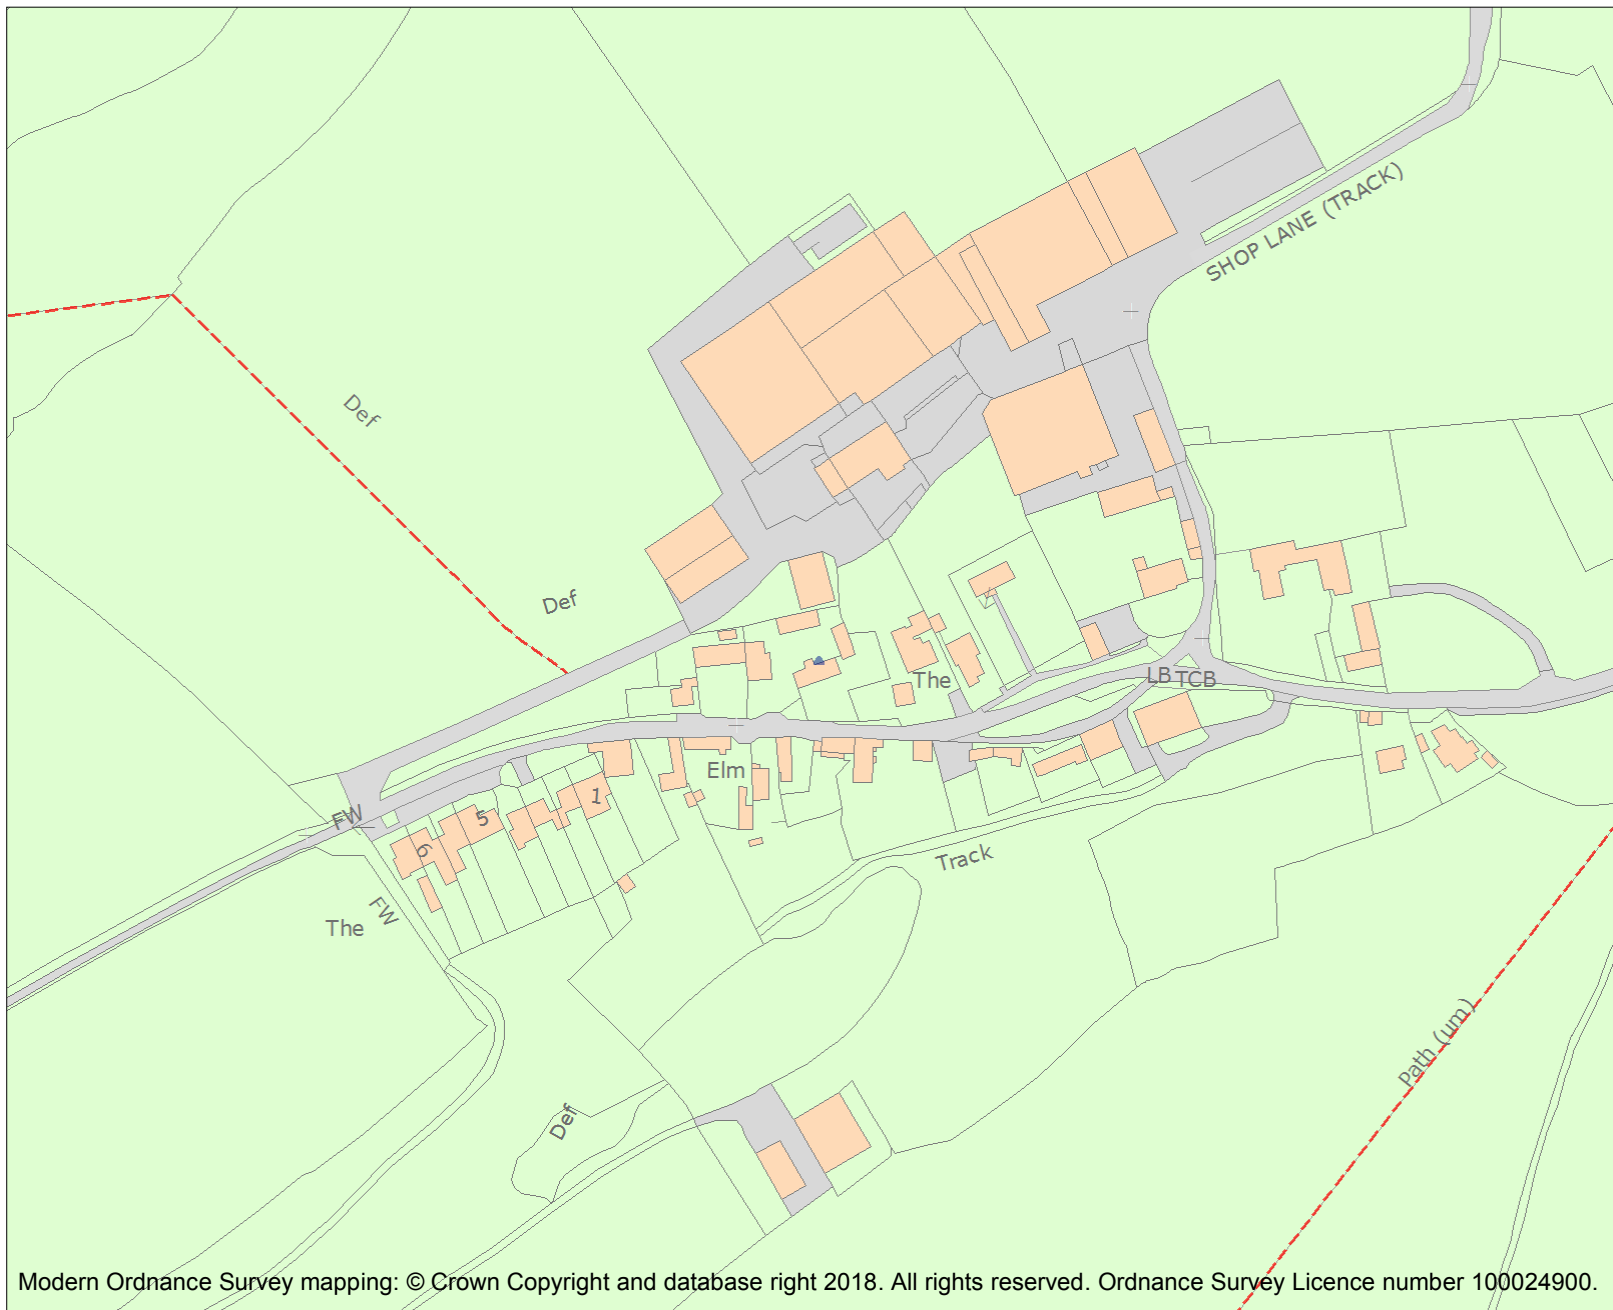 SHOP LANE (TRACK)
Def
Def
The
LB TCB
Elm
1
5
6
FW
FW
The
Track
Path (um)
Def
Modern Ordnance Survey mapping: © Crown Copyright and database right 2018. All rights reserved. Ordnance Survey Licence number 100024900.